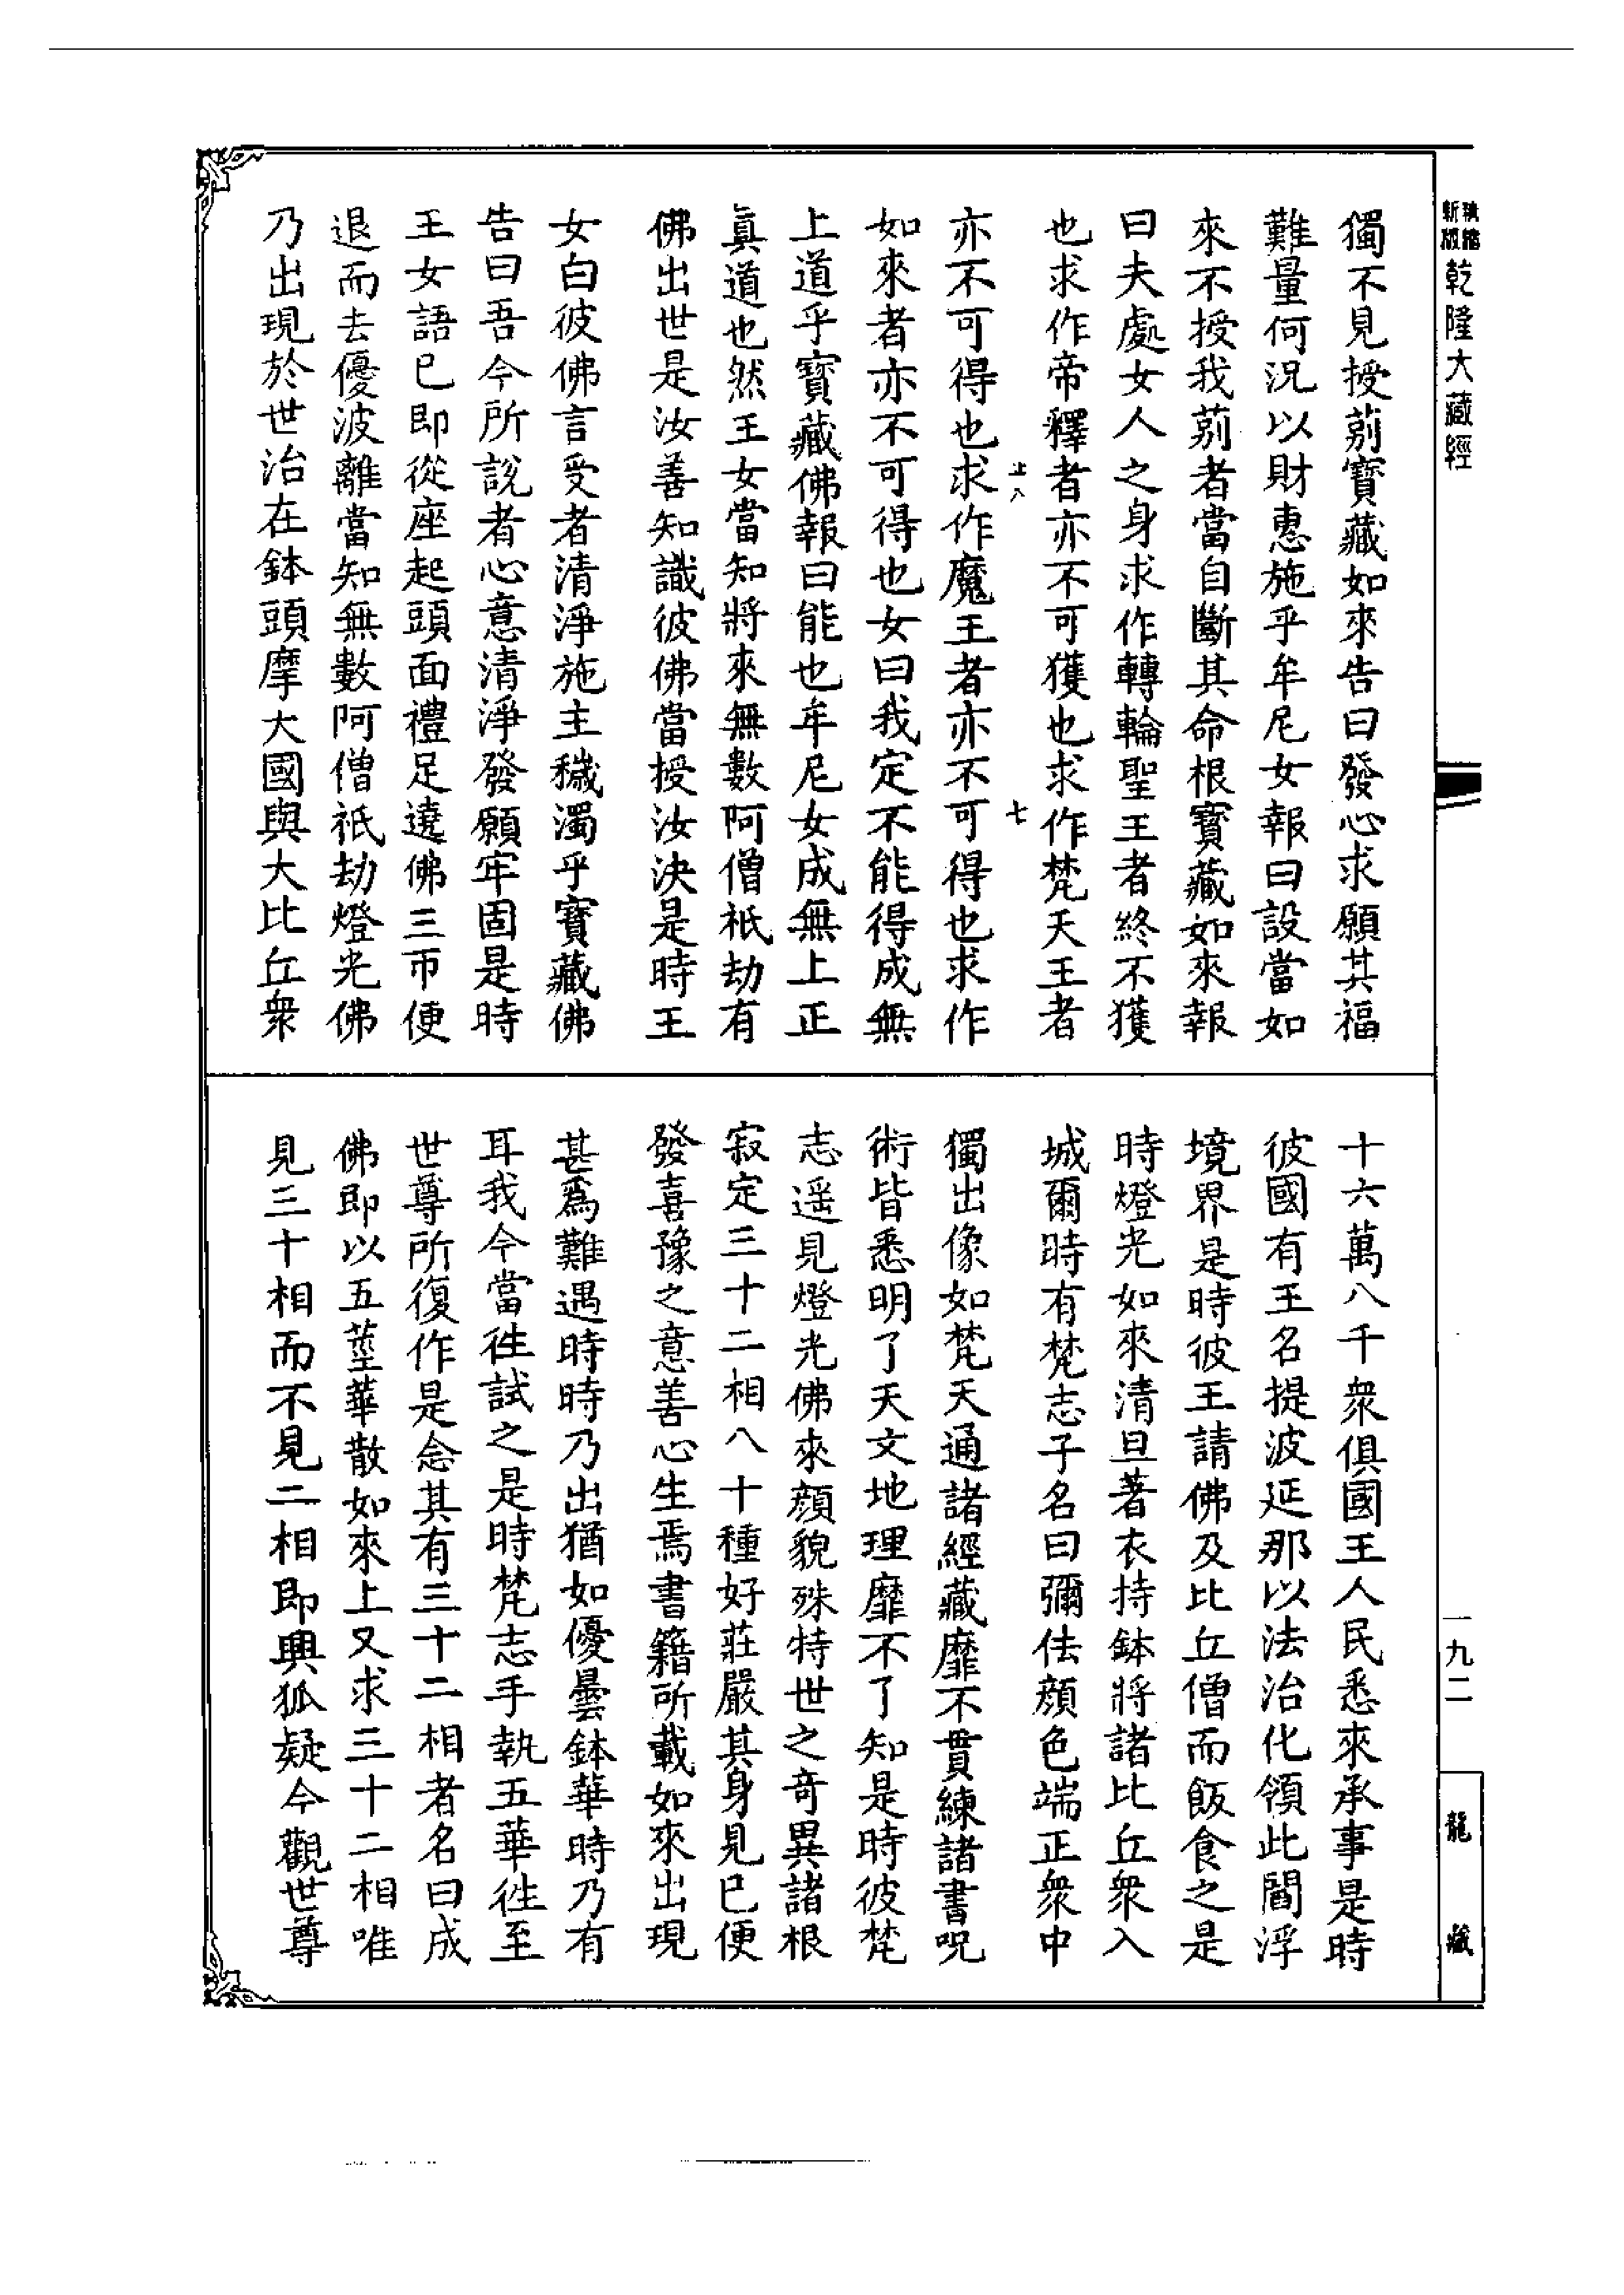 新版精縮乾隆大藏經
獨不見授莂寶藏如來告曰發心求願其福
難量何況以財惠施乎牟尼女報曰設當如
來不授我莂者當自斷其命根寶藏如來報
曰夫處女人之身求作轉輪聖王者終不獲
也求作帝釋者亦不可獲也求作梵天王者
七
亦不可得也求作魔王者亦不可得也求作
如來者亦不可得也女曰我定不能得成無
上道乎寶藏佛報曰能也牟尼女成無上正
真道也然王女當知將來無數阿僧祇劫有
佛出世是汝善知識彼佛當授汝決是時王
女白彼佛言受者清淨施主穢濁乎寶藏佛
告曰吾今所說者心意清淨發願牢固是時
王女語已即從座起頭面禮足遶佛三帀便
退而去優波離當知無數阿僧祇劫燈光佛
乃出現於世治在鉢頭摩大國與大比丘衆
十六萬八千衆俱國王人民悉來承事是時
彼國有王名提波延那以法治化領此閻浮
境界是時彼王請佛及比丘僧而飯食之是
時燈光如來清旦著衣持鉢將諸比丘衆入
城爾時有梵志子名曰彌佉顏色端正衆中
獨出像如梵天通諸經藏靡不貫練諸書呪
術皆悉明了天文地理靡不了知是時彼梵
志遥見燈光佛來顏貌殊特世之奇異諸根
寂定三十二相八十種好莊嚴其身見已便
發喜豫之意善心生焉書籍所載如來出現
甚爲難遇時時乃出猶如優曇鉢華時乃有
耳我今當往試之是時梵志手執五華往至
世尊所復作是念其有三十二相者名曰成
佛即以五莖華散如來上又求三十二相唯
見三十相而不見二相即興狐疑今觀世尊
一九二
龍藏